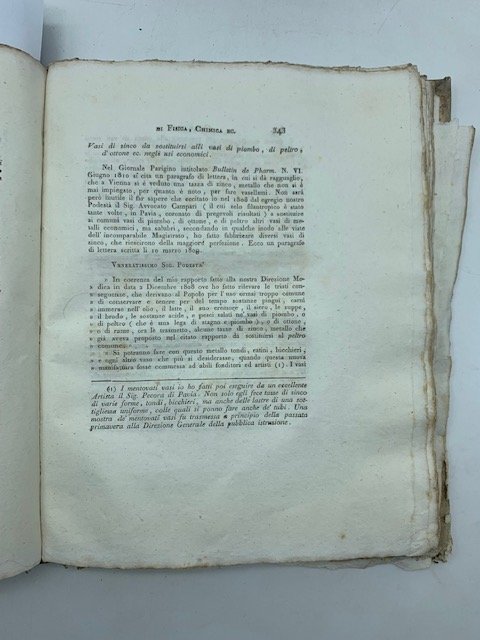 DI FISICA, CHIMICA EC. 343
Vasi di zinco da sostituirsi alli vasi di piombo, di peltro,
d'ottone ec. negli usi economici.
Nel Giornale Parigino intitolato Bulletin de Pharm. N. VI.
Giugno 1810 si cita un paragrafo di lettera, in cui si dà ragguaglio,
che a Vienna si è veduto una tazza di zinco, metallo che non si è
mai impiegato, per quanto è noto, per fare vasellami. Non sarà
però inutile il far sapere che eccitato io nel 1808 dal egregio nostro
Podestà il Sig. Avvocato Campari (il cui zelo filantropico è stato
tante volte, in Pavia, coronato di pregevoli risultati) a sostituire
ai comuni vasi di piombo, di ottone, e di peltro altri vasi di me-
talli economici, ma salubri, secondando in qualche modo alle viste
dell'incomparabile Magistrato, ho fatto fabbricare diversi vasi di
zinco, che riescirono della maggiore perfezione. Ecco un paragrafo
di lettera scritta li 10 marzo 1809.
VENERATISSIMO SIG. PODESTA'
» In coerenza del mio rapporto fatto alla nostra Direzione Me-
» dica in data 2 Dicembre 1808 ove ho fatto rilevare le tristi con-
» seguenze, che derivano al Popolo per l'uso ormai troppo comune
» di conservare e tenere per del tempo sostanze pingui, carni
» immerse nell'olio, il latte, il suo cremore, il siero, le zuppe,
» il brodo, le sostanze acide, e pesci salati ne' vasi di piombo, o
» di peltro (che è una lega di stagno e piombo), o di ottone,
» o di rame, ora le trasmetto, alcune tazze di zinco, metallo che
» già aveva proposto nel citato rapporto da sostituirsi al peltro
» comune.
» Si potranno fare con questo metallo tondi, catini, bicchieri,
» e ogni altro vaso che più si desiderasse, quando questa nuova
» manifattura fosse commessa ad abili fonditori ed artisti (1). I vasi
(1) I mentovati vasi io ho fatti poi eseguire da un eccellente
Artista il Sig. Pecora di Pavia. Non solo egli fece tazze di zinco
di varie forme, tondi, bicchieri, ma anche delle lastre di una sot-
tigliezza uniforme, colle quali si ponno fare anche de' tubi. Una
mostra de' mentovati vasi fu trasmessa a principio della passata
primavera alla Direzione Generale della pubblica istruzione.